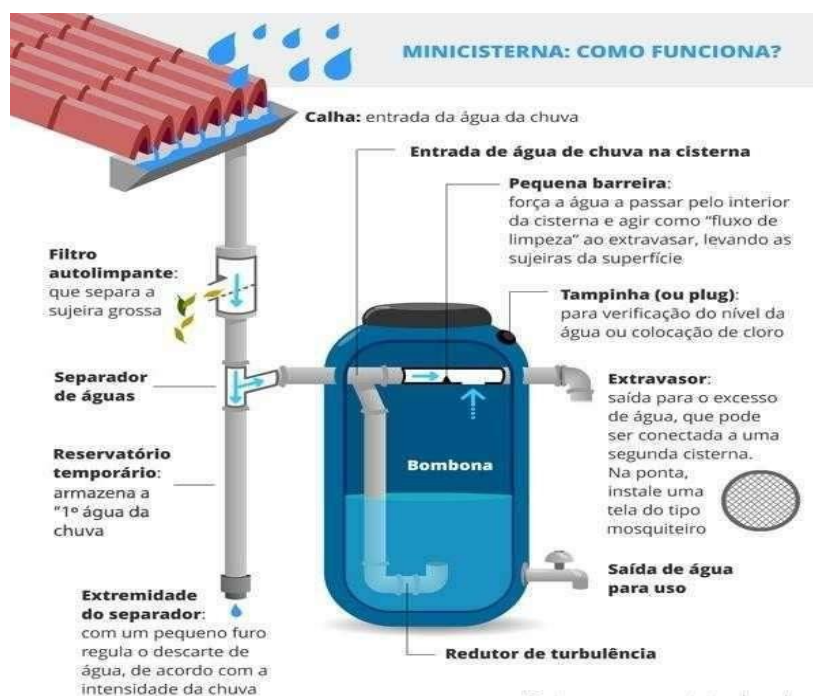 MINICISTERNA: COMO FUNCIONA?
Calha: entrada da água da chuva
Entrada de água de chuva na cisterna
Pequena barreira:
força a água a passar pelo interior
da cisterna e agir como “fluxo de
limpeza” ao extravasar, levando as
sujeiras da superfície
Filtro
autolimpante:
que separa a
sujeira grossa
Tampinha (ou plug):
para verificação do nível da
água ou colocação de cloro
Separador
de águas
Extravasor:
saída para o excesso
de água, que pode
ser conectada a uma
segunda cisterna.
Na ponta,
instale uma
tela do tipo
mosquiteiro
Reservatório
temporário:
armazena a
"1º água da
chuva
Bombona
Saída de água
para uso
Extremidade
do separador:
com um pequeno furo
regula o descarte de
água, de acordo com a
intensidade da chuva
Redutor de turbulência